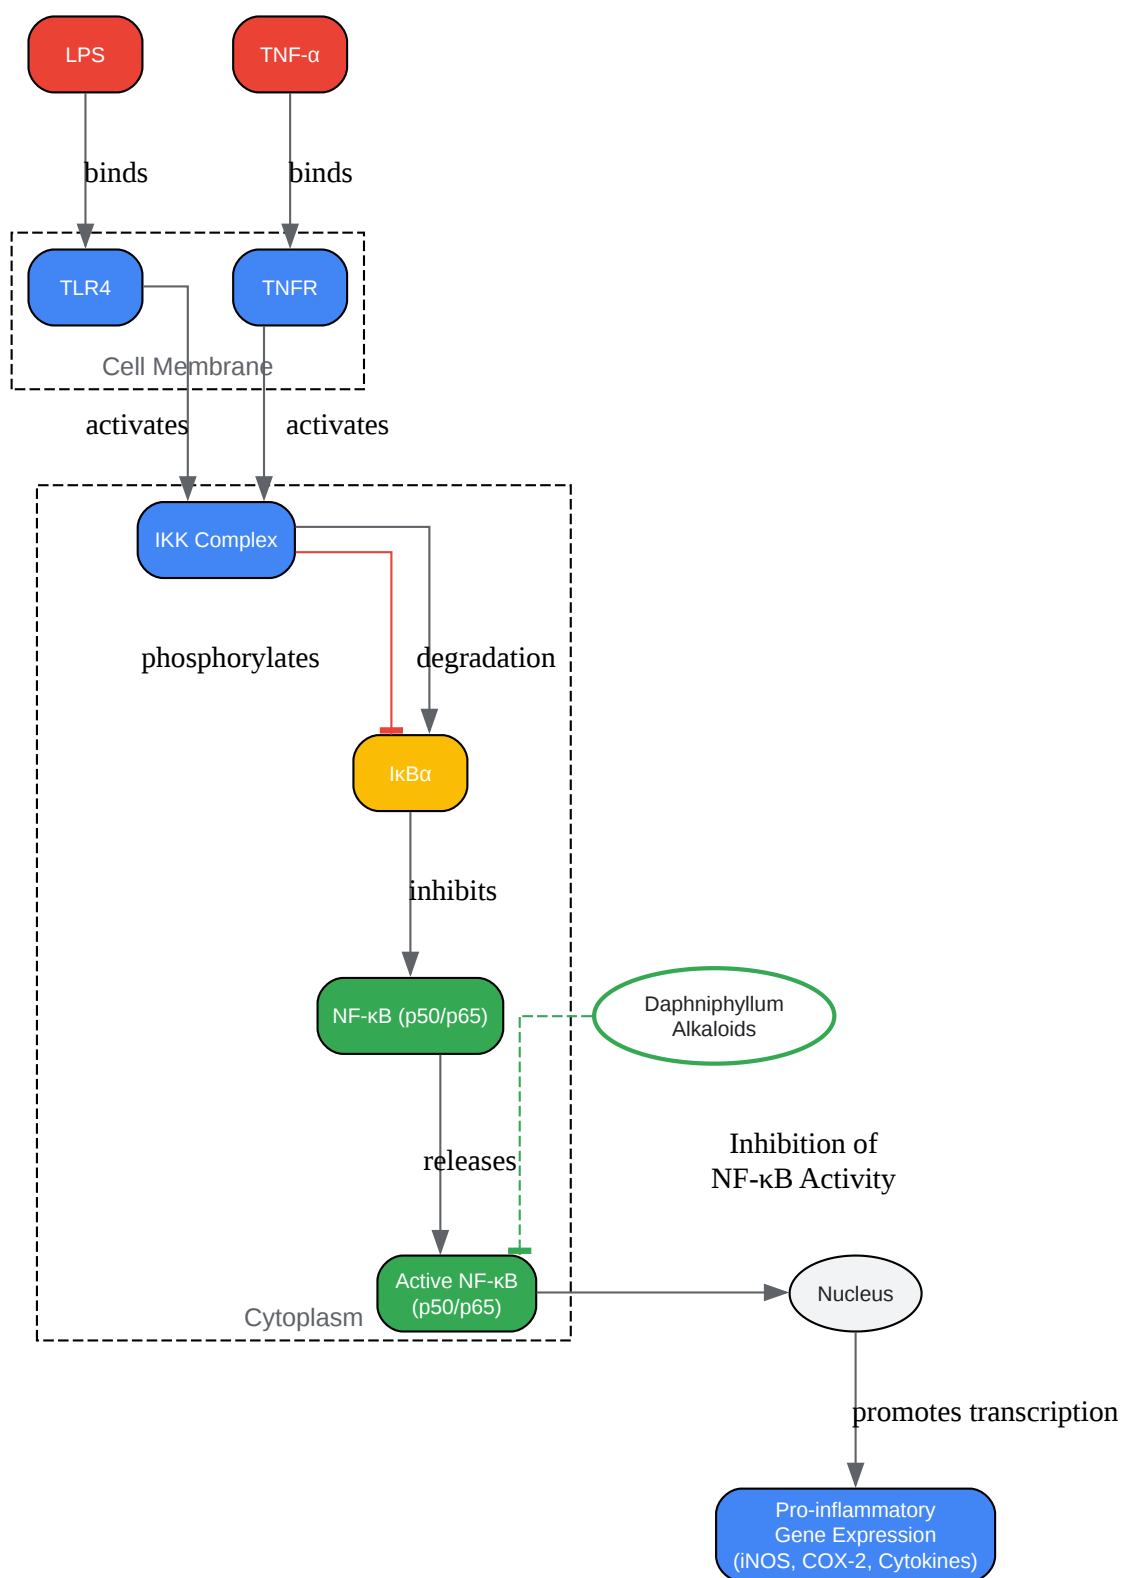 LPS
TNF-α
binds
binds
TLR4
TNFR
Cell Membrane
activates
activates
IKK Complex
phosphorylates
degradation
IκBα
inhibits
NF-κB (p50/p65)
Daphniphyllum
Alkaloids
releases
Inhibition of
NF-κB Activity
Active NF-κB
(p50/p65)
Cytoplasm
Nucleus
promotes transcription
Pro-inflammatory
Gene Expression
(iNOS, COX-2, Cytokines)